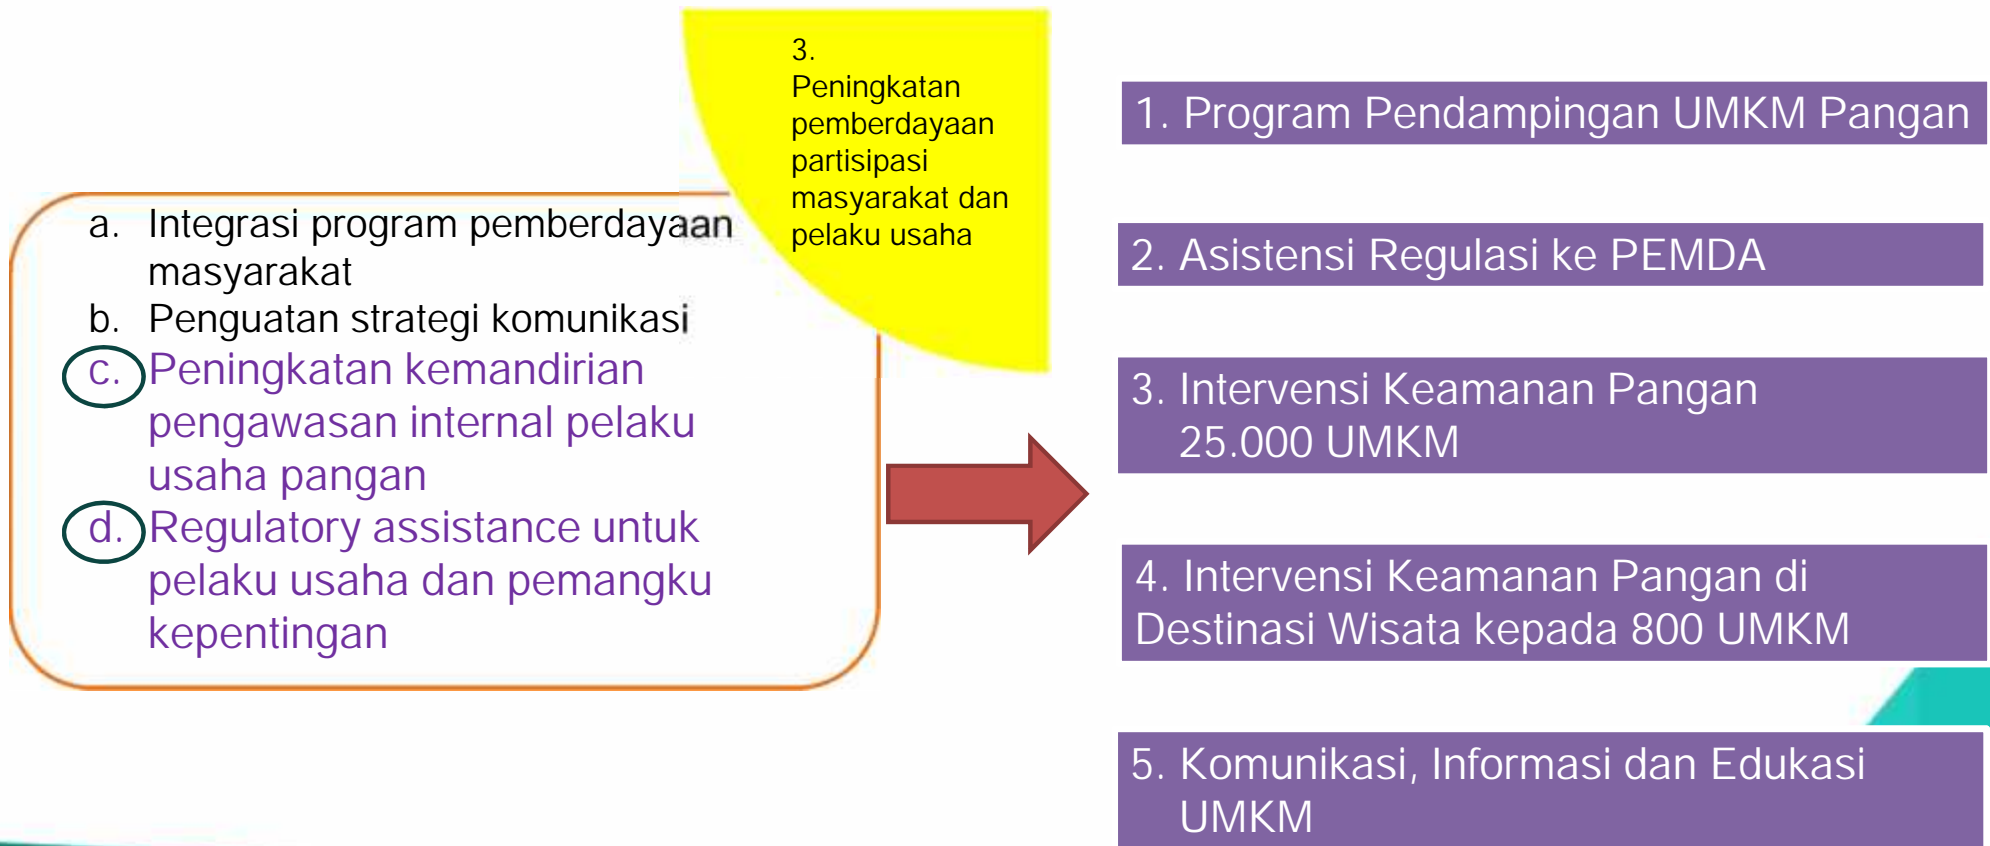 3.
Peningkatan
pemberdayaan
partisipasi
masyarakat dan
pelaku usaha
a. Integrasi program pemberdayaan
masyarakat
b. Penguatan strategi komunikasi
c. Peningkatan kemandirian
pengawasan internal pelaku
usaha pangan
d. Regulatory assistance untuk
pelaku usaha dan pemangku
kepentingan
1. Program Pendampingan UMKM Pangan
2. Asistensi Regulasi ke PEMDA
3. Intervensi Keamanan Pangan
25.000 UMKM
4. Intervensi Keamanan Pangan di
Destinasi Wisata kepada 800 UMKM
5. Komunikasi, Informasi dan Edukasi
UMKM